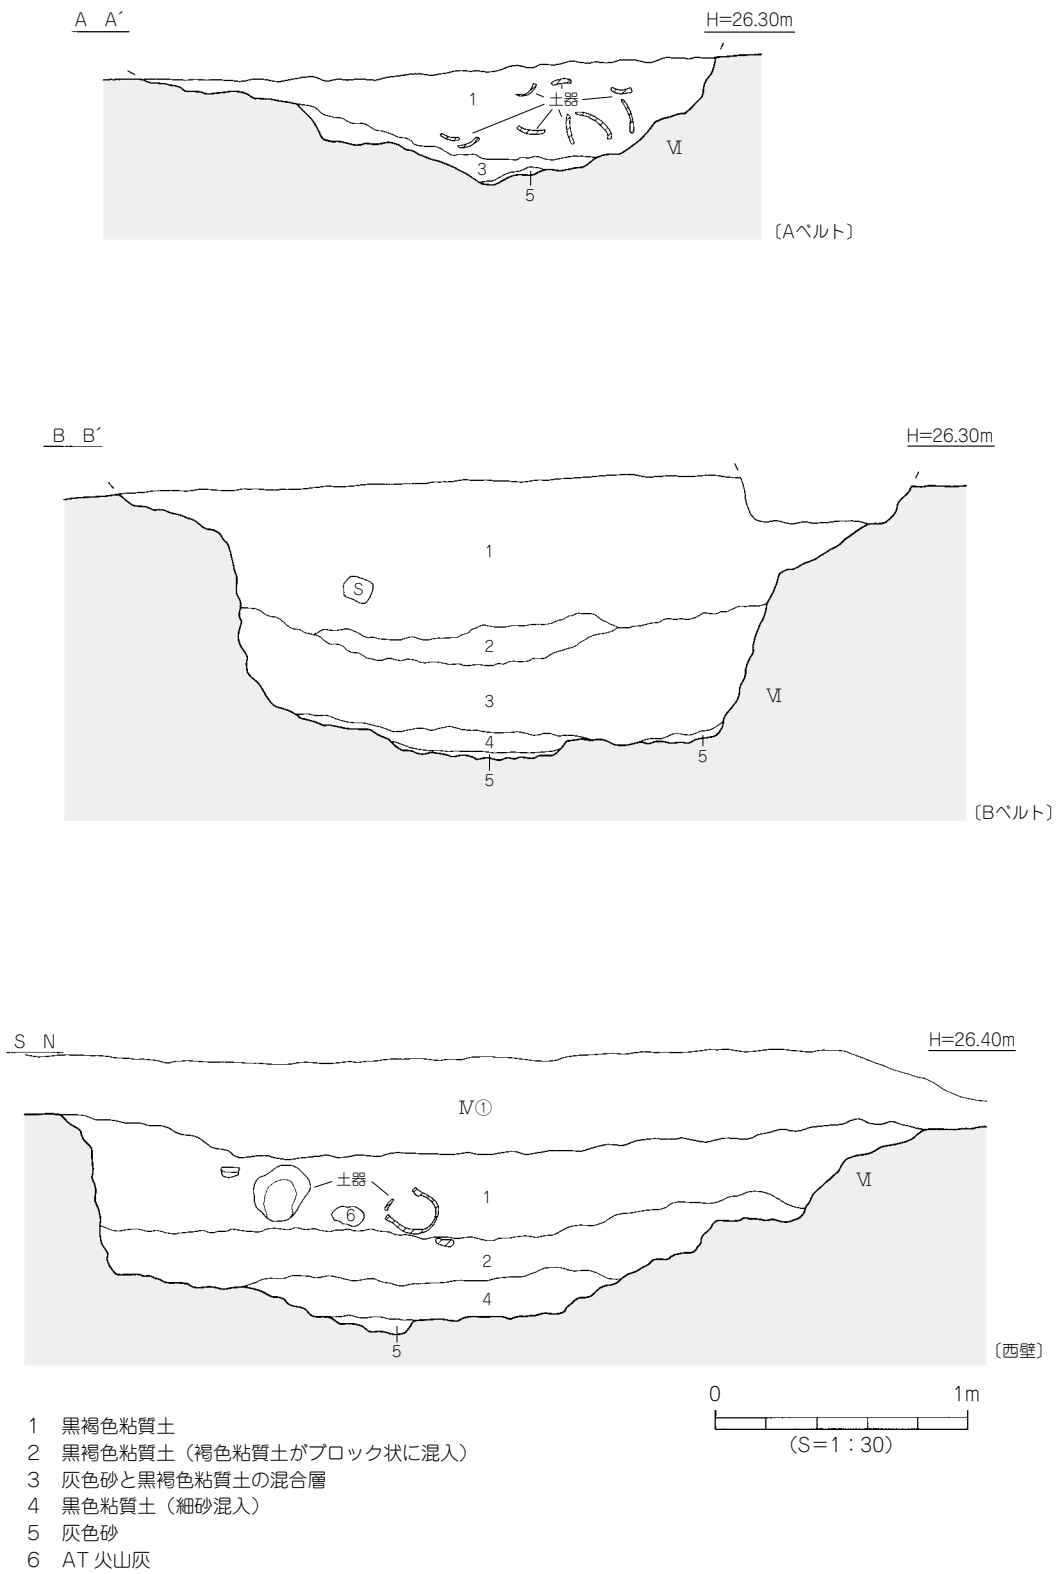 A A´
H=26.30m
1
土器
Ⅵ
3
5
〔Aベルト〕
B B´
H=26.30m
1
S
2
3
Ⅵ
4
5
5
〔Bベルト〕
S N
H=26.40m
Ⅳ①
土器
Ⅵ
1
6
2
4
5
〔西壁〕
0 1m
(S=1:30)
1 黒褐色粘質土
2 黒褐色粘質土（褐色粘質土がブロック状に混入）
3 灰色砂と黒褐色粘質土の混合層
4 黒色粘質土（細砂混入）
5 灰色砂
6 AT火山灰